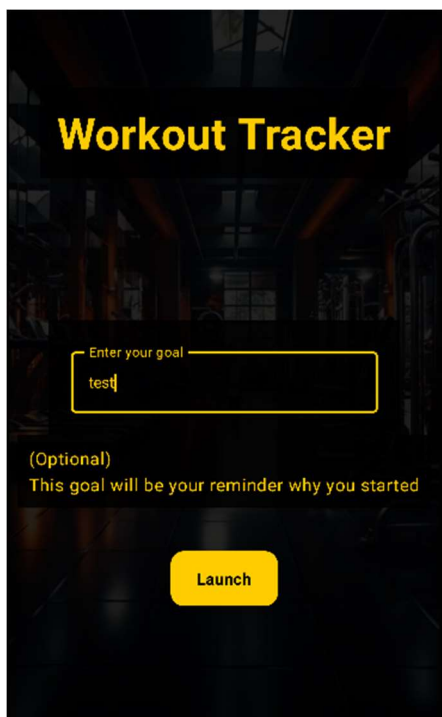 Workout Tracker
Enter your goal
test
(Optional)
This goal will be your reminder why you started
Launch